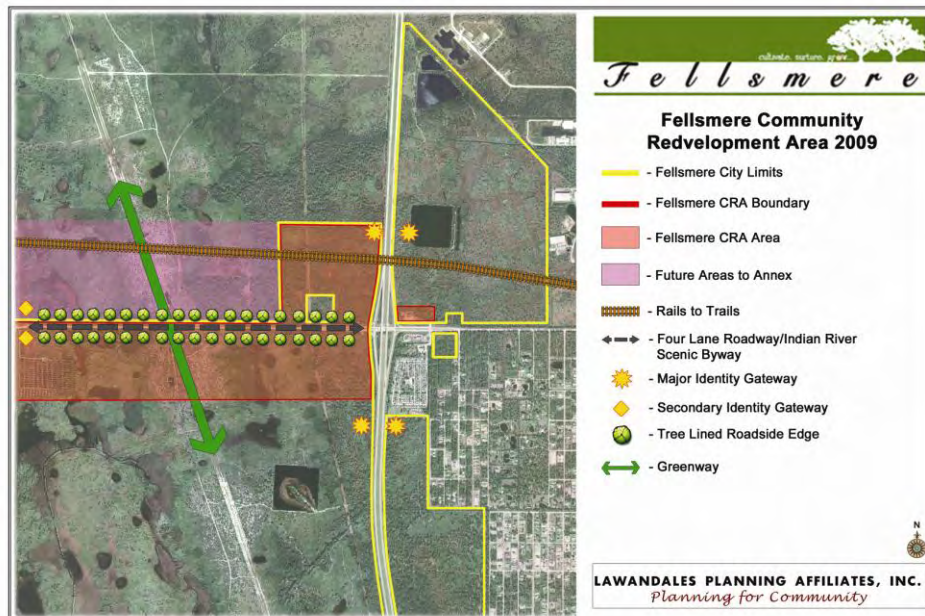 cultivate. nurture. grow...
Fellsmere
Fellsmere Community
Redvelopment Area 2009
- Fellsmere City Limits
- Fellsmere CRA Boundary
- Fellsmere CRA Area
- Future Areas to Annex
- Rails to Trails
- Four Lane Roadway/Indian River
Scenic Byway
- Major Identity Gateway
- Secondary Identity Gateway
- Tree Lined Roadside Edge
- Greenway
N
LAWANDALES PLANNING AFFILIATES, INC.
Planning for Community